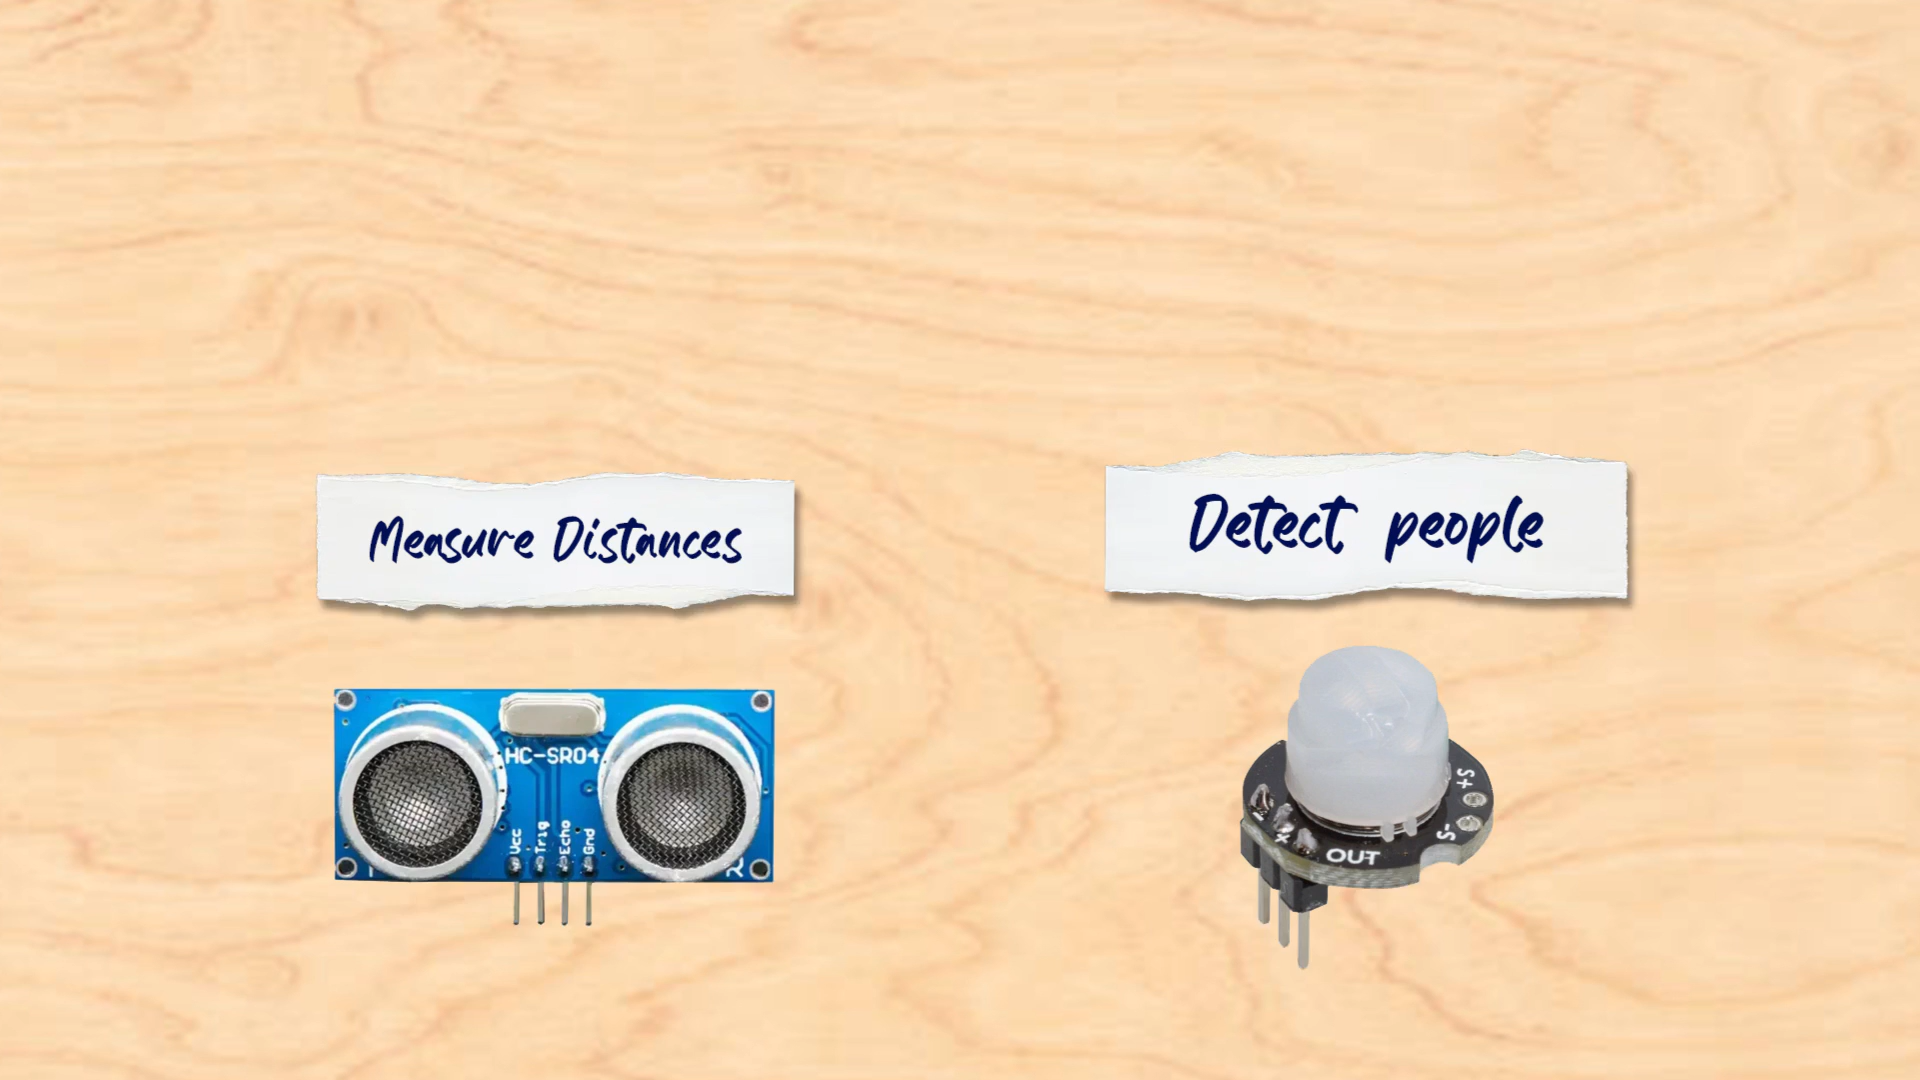 Measure Distances
Detect people
HC-SR04
Vcc
Trig
Echo
Gnd
OUT
S+
S-